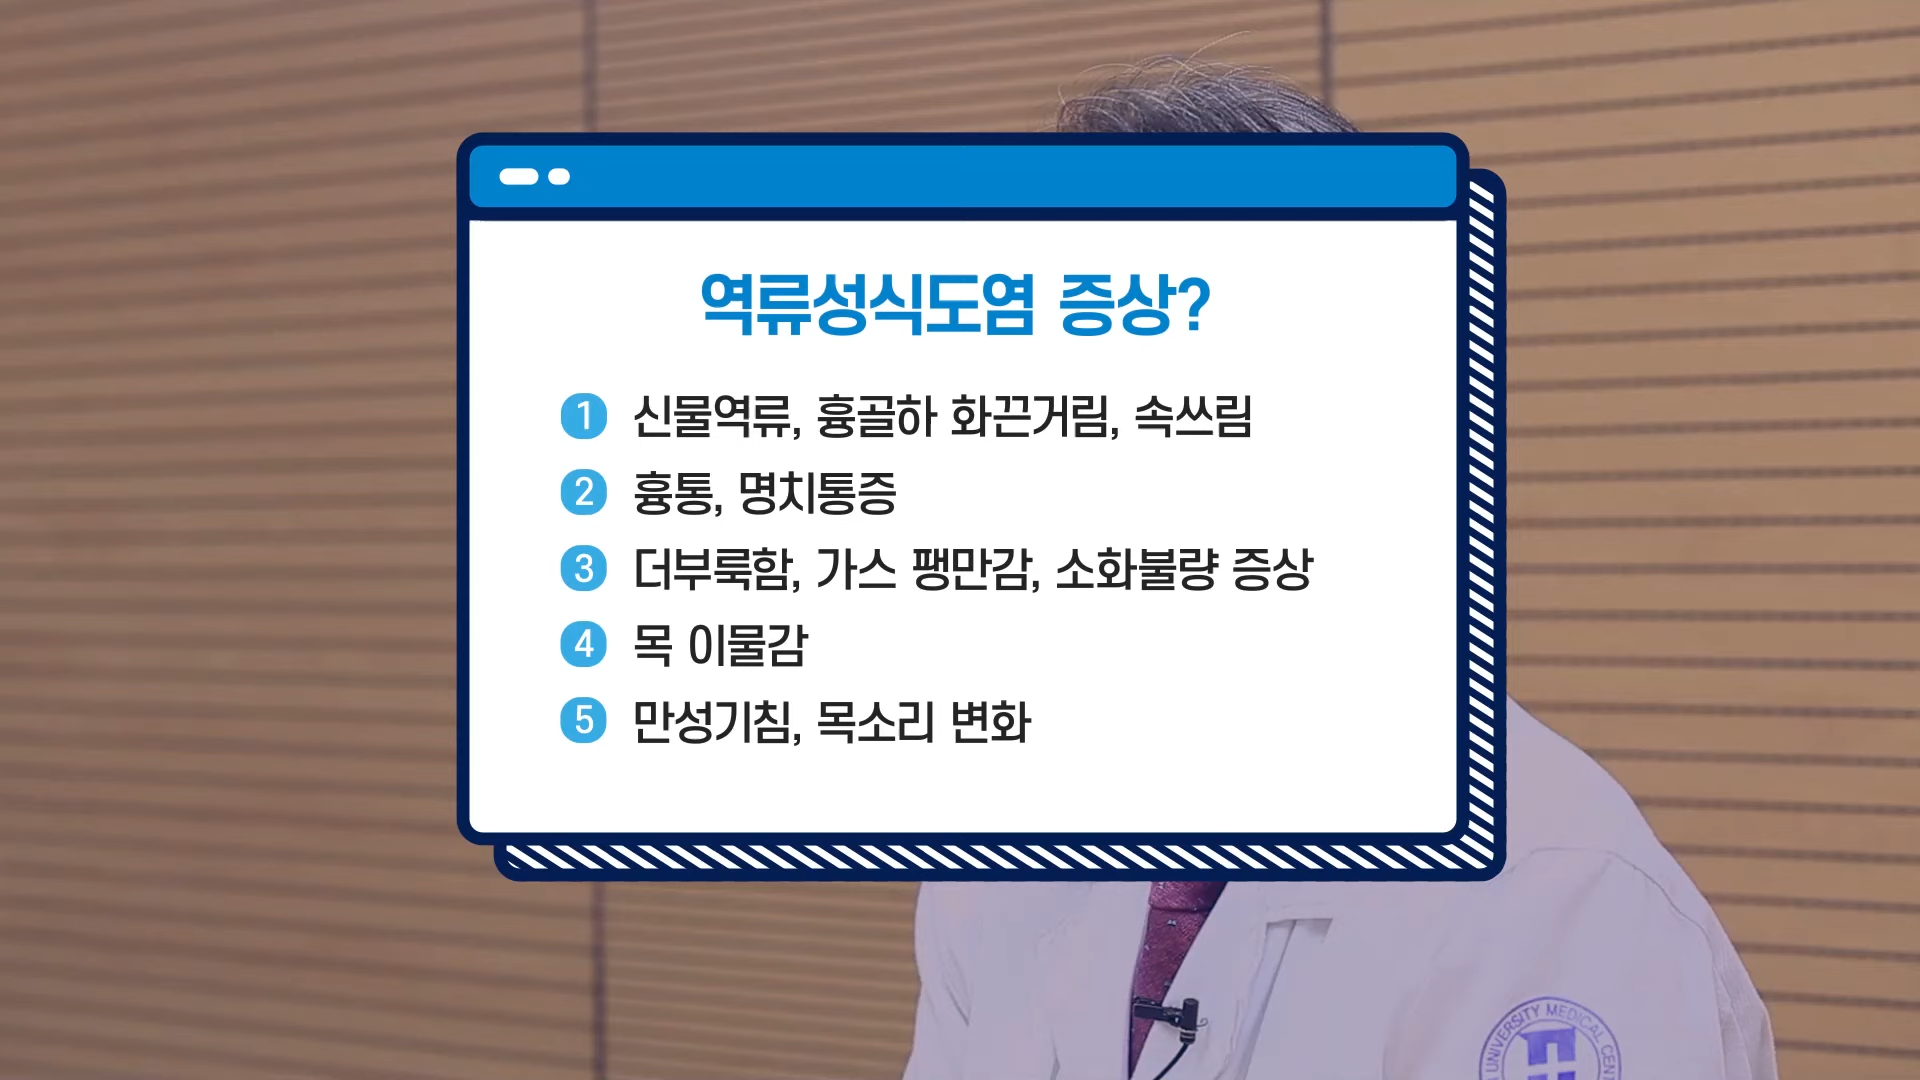 역류성식도염 증상?
1 신물역류, 흉골하 화끈거림, 속쓰림
2 흉통, 명치통증
3 더부룩함, 가스 팽만감, 소화불량 증상
4 목 이물감
5 만성기침, 목소리 변화
UNIVERSITY MEDICAL